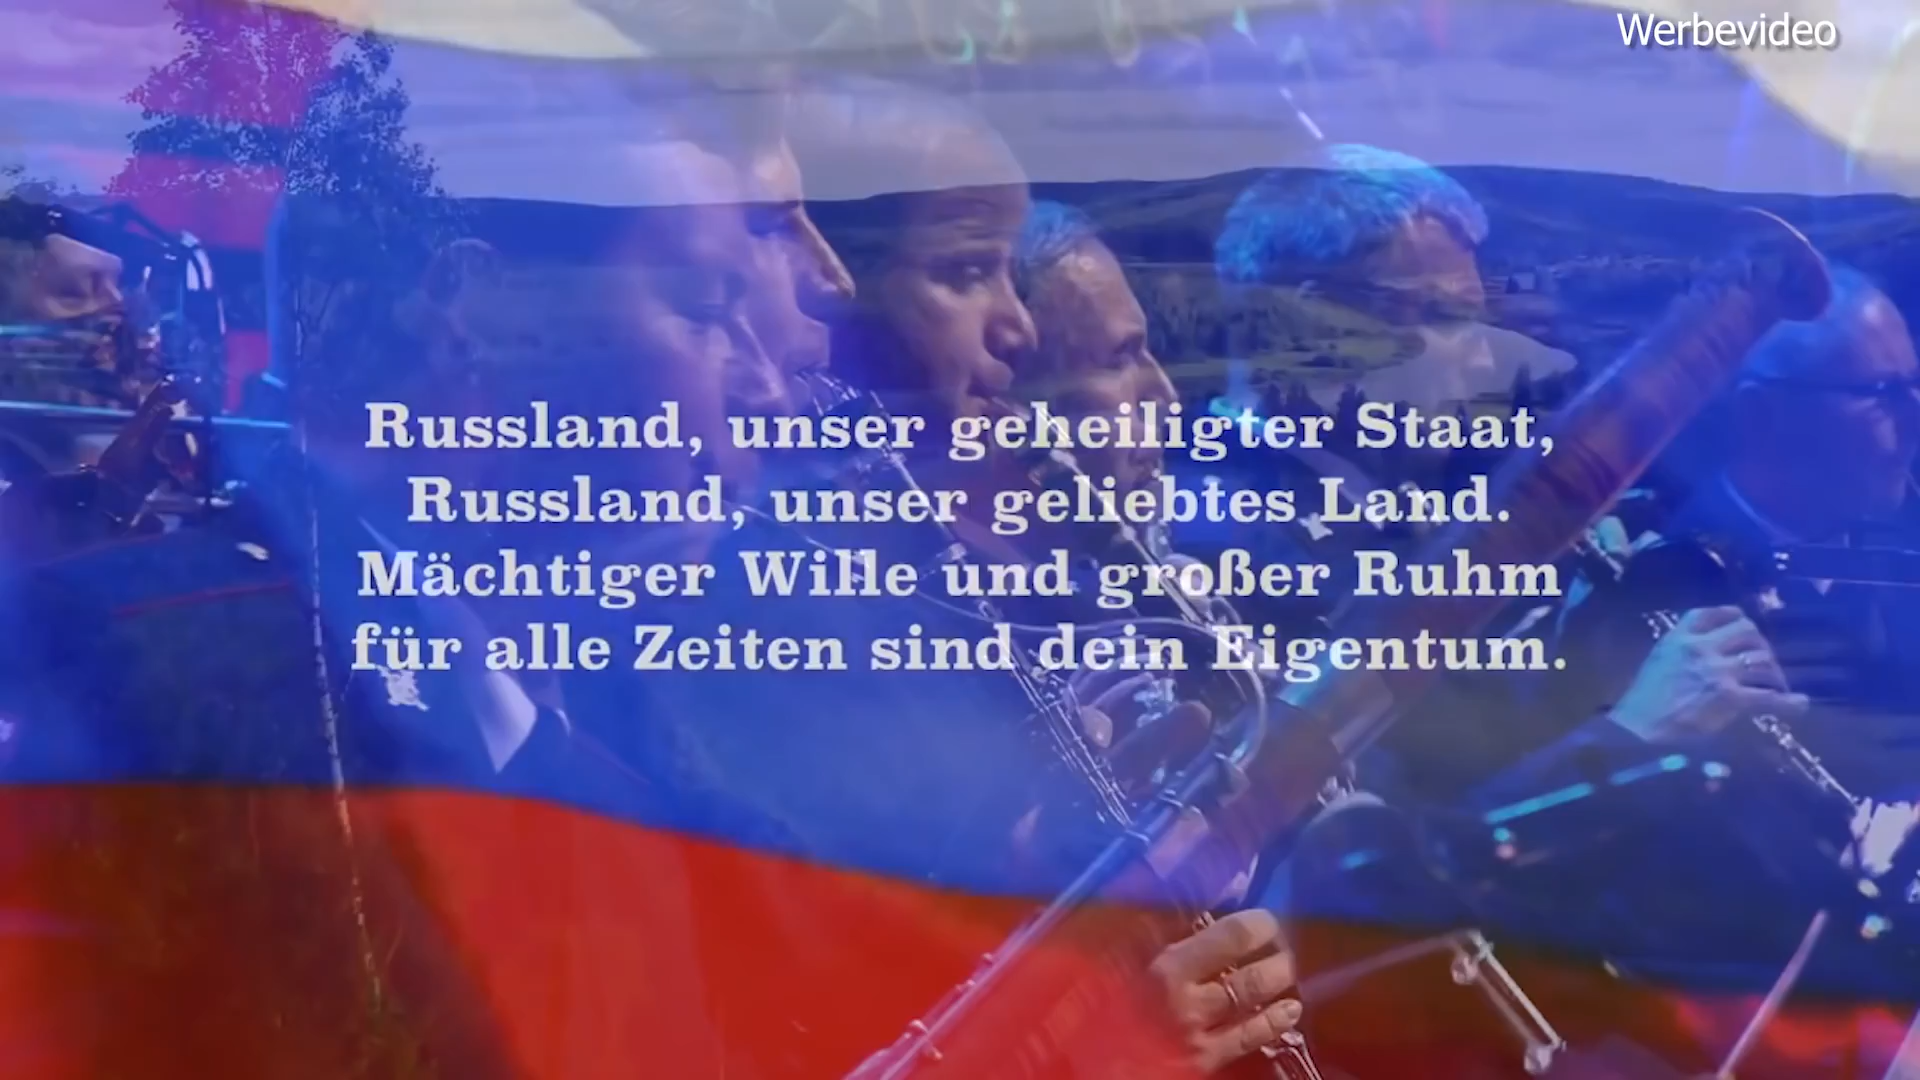 Werbevideo
Russland, unser geheiligter Staat,
Russland, unser geliebtes Land.
Mächtiger Wille und großer Ruhm
für alle Zeiten sind dein Eigentum.